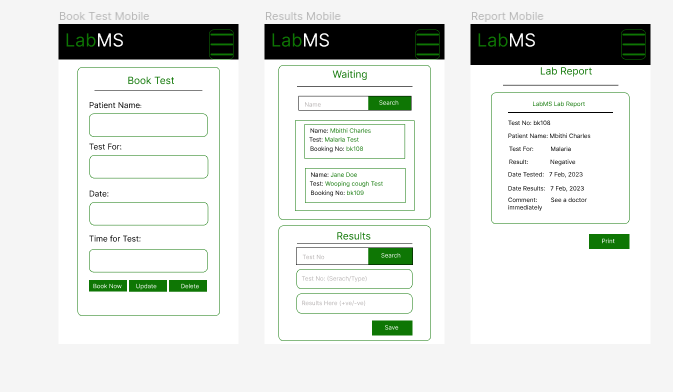 Book Test Mobile
LabMS
Book Test
Patient Name:
Test For:
Date:
Time for Test:
Book Now
Update
Delete
Results Mobile
LabMS
Waiting
Name
Search
Name: Mbithi Charles
Test: Malaria Test
Booking No: bk108
Name: Jane Doe
Test: Wooping cough Test
Booking No: bk109
Results
Test No
Search
Test No: (Serach/Type)
Results Here (+ve/-ve)
Save
Report Mobile
LabMS
Lab Report
LabMS Lab Report
Test No: bk108
Patient Name: Mbithi Charles
Test For: Malaria
Result: Negative
Date Tested: 7 Feb, 2023
Date Results: 7 Feb, 2023
Comment: See a doctor
immediately
Print